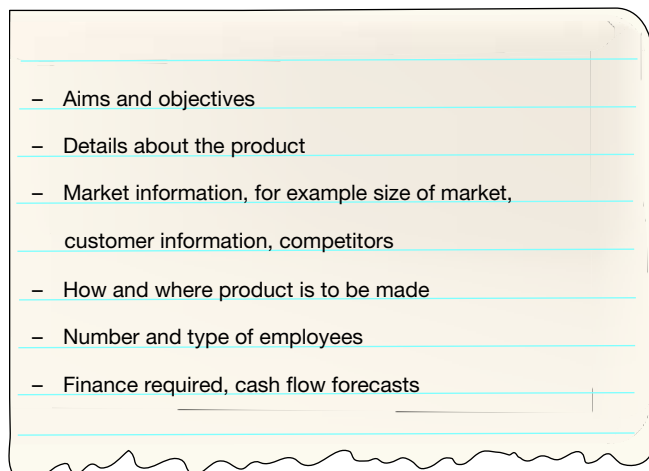 – Aims and objectives
– Details about the product
– Market information, for example size of market,
customer information, competitors
– How and where product is to be made
– Number and type of employees
– Finance required, cash flow forecasts